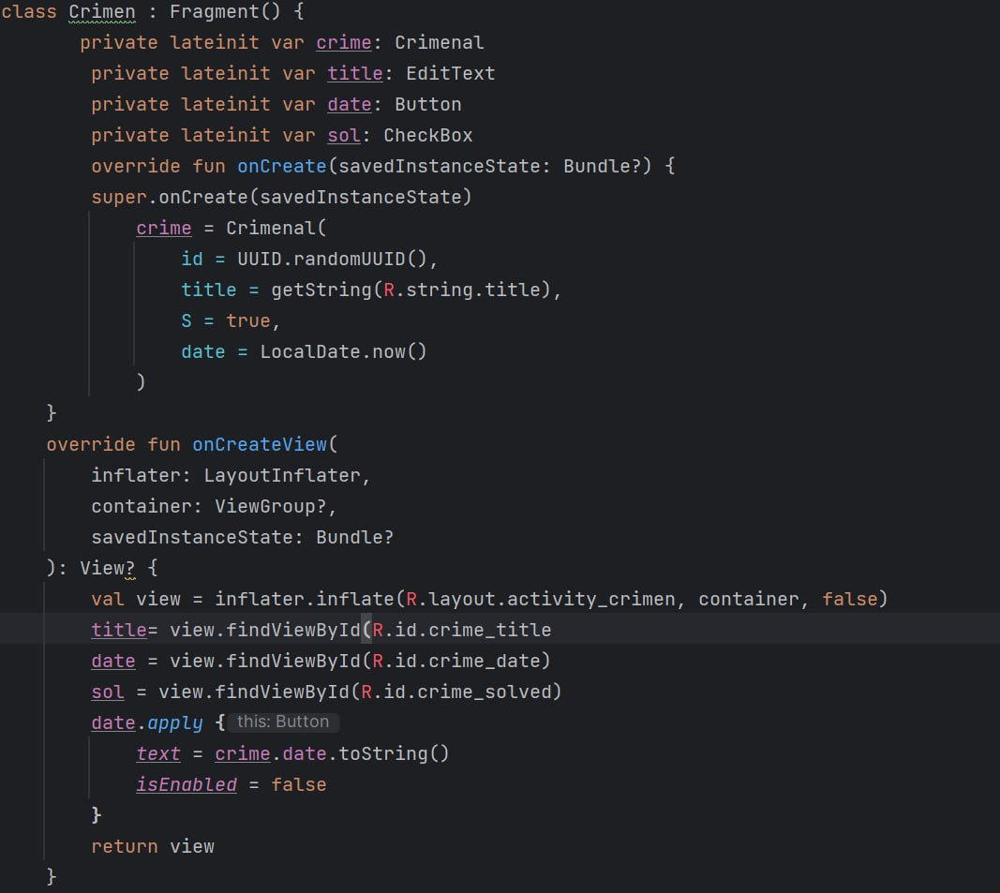 class Crimen : Fragment() {
private lateinit var crime: Crimenal
private lateinit var title: EditText
private lateinit var date: Button
private lateinit var sol: CheckBox
override fun onCreate(savedInstanceState: Bundle?) {
super.onCreate(savedInstanceState)
crime = Crimenal(
id = UUID.randomUUID(),
title = getString(R.string.title),
S = true,
date = LocalDate.now()
)
}
override fun onCreateView(
inflater: LayoutInflater,
container: ViewGroup?,
savedInstanceState: Bundle?
): View? {
val view = inflater.inflate(R.layout.activity_crimen, container, false)
title= view.findViewById(R.id.crime_title
date = view.findViewById(R.id.crime_date)
sol = view.findViewById(R.id.crime_solved)
date.apply { this: Button
text = crime.date.toString()
isEnabled = false
}
return view
}